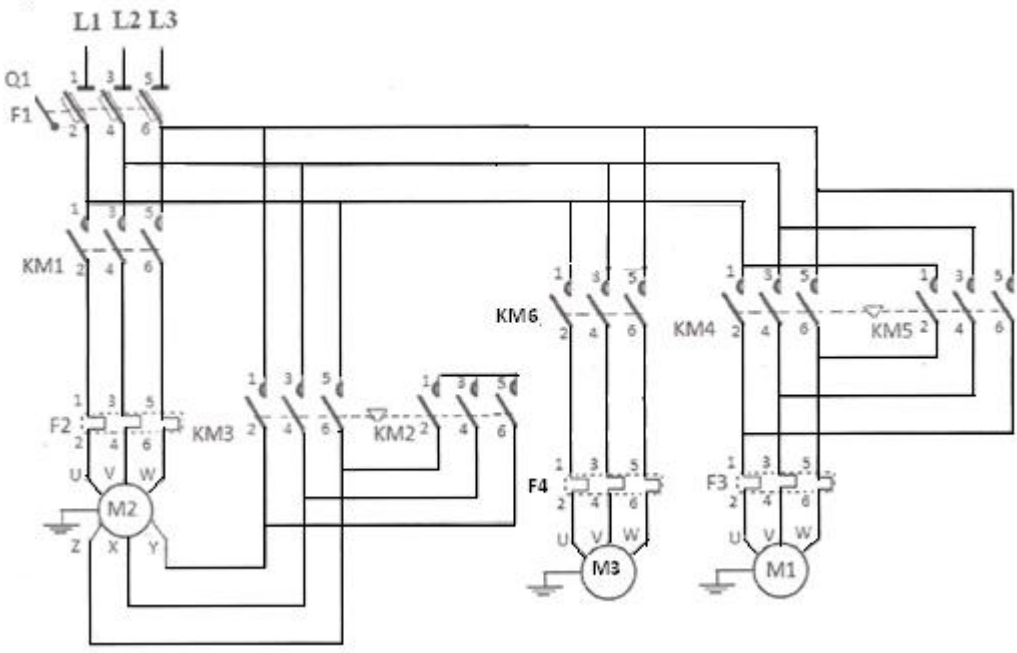 L1 L2 L3
Q1 1 3 5
F1
2 4 6
1 3 5
KM1 2 4 6
1 3 5
KM6
2 4 6
1 3 5
KM4 2 4 6
1 3 5
KM5 2 4 6
1 3 5
KM3 2 4 6
1 3 5
KM2 2 4 6
1 3 5
F2
2 4 6
U V W
M2
Z X Y
1 3 5
F4
2 4 6
U V W
M3
1 3 5
F3
2 4 6
U V W
M1